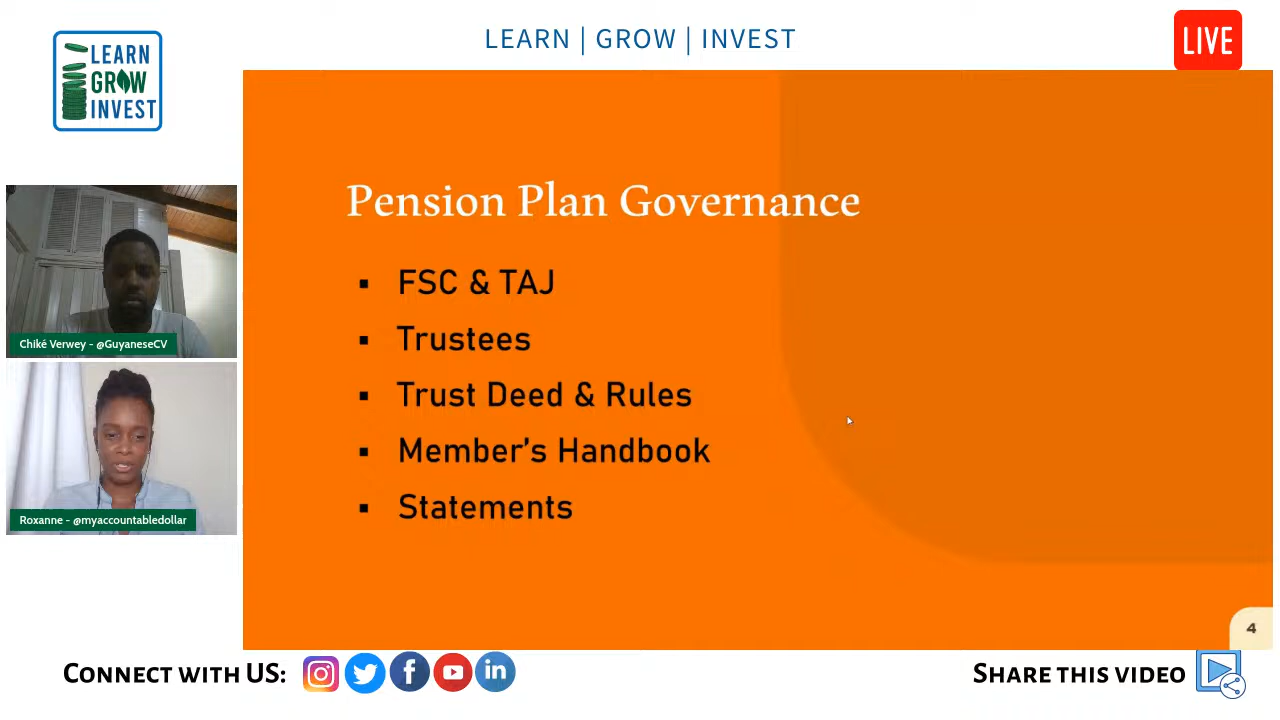 LEARN | GROW | INVEST
LIVE
LEARN
GROW
INVEST
Pension Plan Governance
▪ FSC & TAJ
▪ Trustees
▪ Trust Deed & Rules
▪ Member's Handbook
▪ Statements
Chiké Verwey - @GuyaneseCV
Roxanne - @myaccountabledollar
4
Connect with US:
Share this video